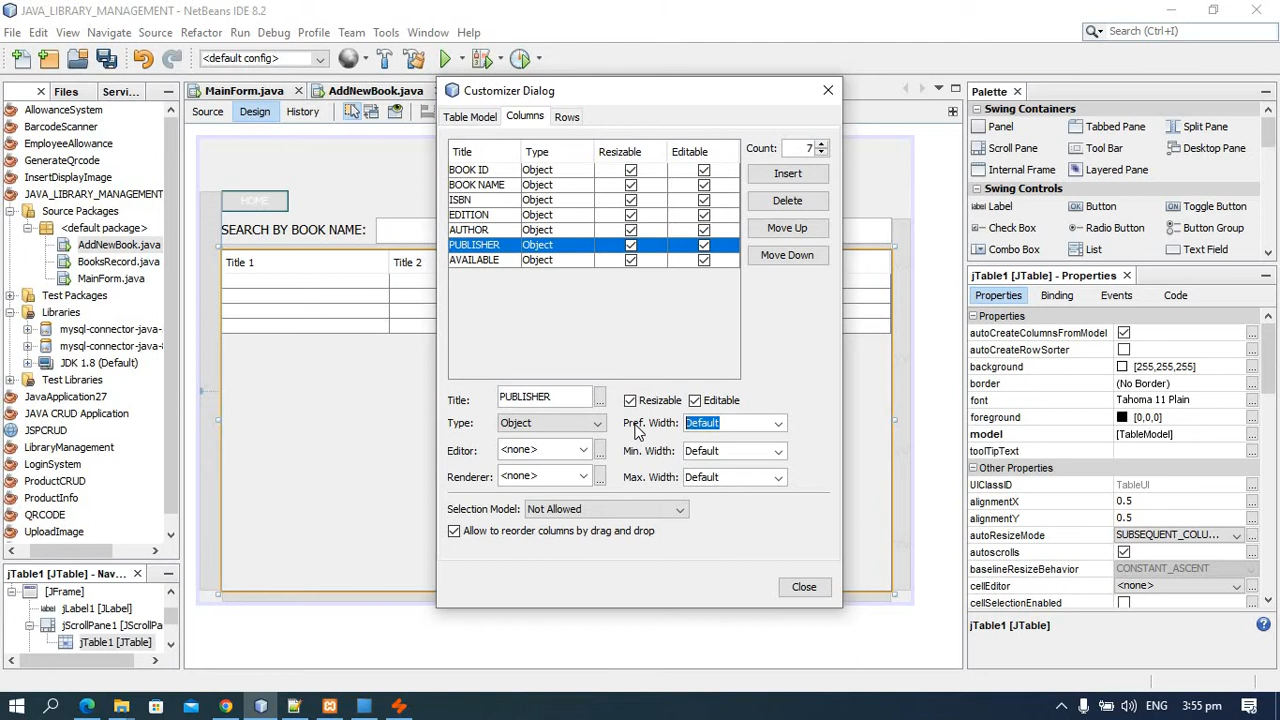 JAVA_LIBRARY_MANAGEMENT - NetBeans IDE 8.2
File Edit View Navigate Source Refactor Run Debug Profile Team Tools Window Help
Search (Ctrl+I)
<default config>
Files Servi...
AllowanceSystem
BarcodeScanner
EmployeeAllowance
GenerateQrcode
InsertDisplayImage
JAVA_LIBRARY_MANAGEMENT
Source Packages
<default package>
AddNewBook.java
BooksRecord.java
MainForm.java
Test Packages
Libraries
mysql-connector-java-
mysql-connector-java-
JDK 1.8 (Default)
Test Libraries
JavaApplication27
JAVA CRUD Application
JSPCRUD
LibraryManagement
LoginSystem
ProductCRUD
ProductInfo
QRCODE
UploadImage
jTable1 [JTable] - Nav...
[JFrame]
jLabel1 [JLabel]
jScrollPane1 [JScrollPa
jTable1 [JTable]
MainForm.java AddNewBook.java
Source Design History
HOME
SEARCH BY BOOK NAME:
Title 1 Title 2
Customizer Dialog
Table Model Columns Rows
Title Type Resizable Editable
BOOK ID Object
BOOK NAME Object
ISBN Object
EDITION Object
AUTHOR Object
PUBLISHER Object
AVAILABLE Object
Count: 7
Insert
Delete
Move Up
Move Down
Title: PUBLISHER ... Resizable Editable
Type: Object Pref. Width: Default
Editor: <none> ... Min. Width: Default
Renderer: <none> ... Max. Width: Default
Selection Model: Not Allowed
Allow to reorder columns by drag and drop
Close
Palette
Swing Containers
Panel Tabbed Pane Split Pane
Scroll Pane Tool Bar Desktop Pane
Internal Frame Layered Pane
Swing Controls
Label Button Toggle Button
Check Box Radio Button Button Group
Combo Box List Text Field
jTable1 [JTable] - Properties
Properties Binding Events Code
Properties
autoCreateColumnsFromModel ...
autoCreateRowSorter ...
background [255,255,255] ...
border (No Border) ...
font Tahoma 11 Plain ...
foreground [0,0,0] ...
model [TableModel] ...
toolTipText ...
Other Properties
UIClassID TableUI ...
alignmentX 0.5 ...
alignmentY 0.5 ...
autoResizeMode SUBSEQUENT_COLU... ...
autoscrolls ...
baselineResizeBehavior CONSTANT_ASCENT ...
cellEditor <none> ...
cellSelectionEnabled ...
jTable1 [JTable]
ENG 3:55 pm